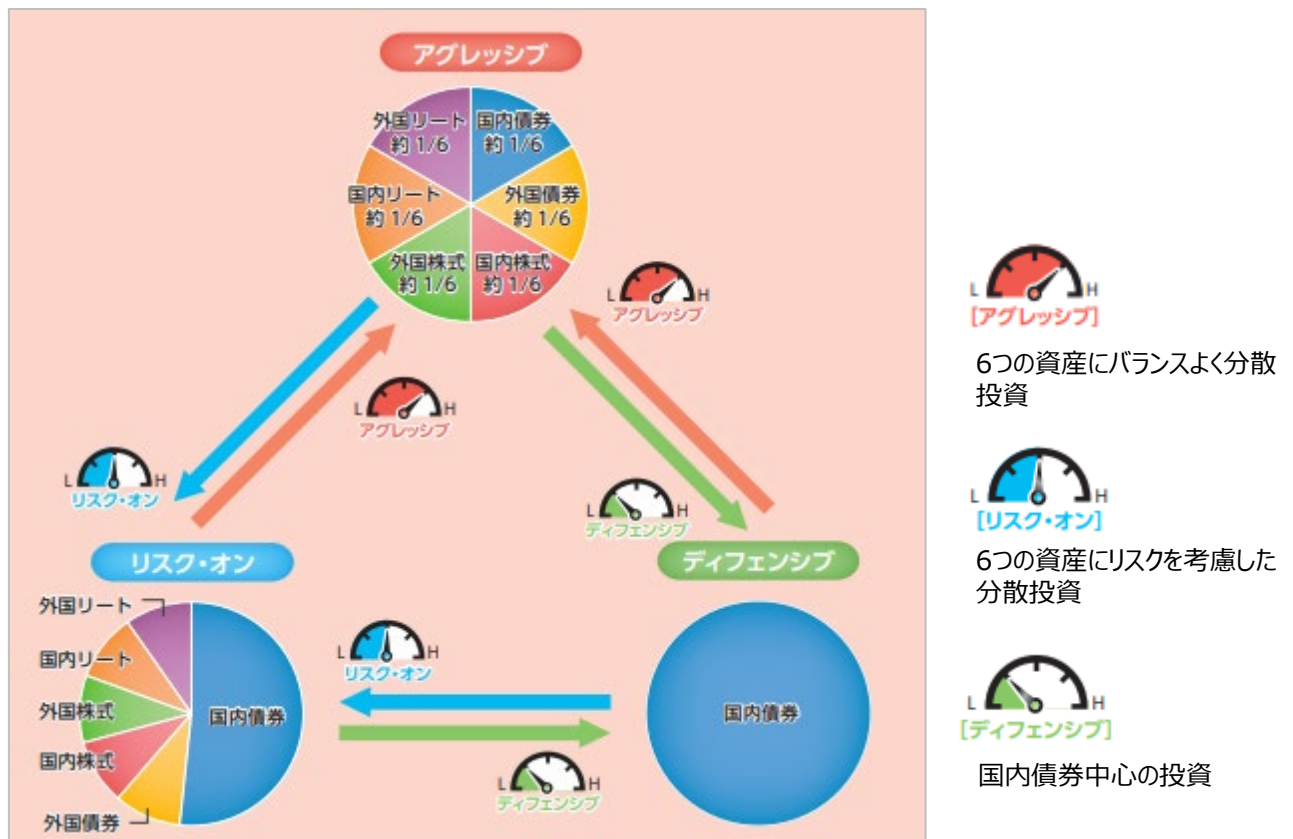 アグレッシブ
外国リート
約 1/6
国内債券
約 1/6
国内リート
約 1/6
外国債券
約 1/6
外国株式
約 1/6
国内株式
約 1/6
L H
アグレッシブ
L H
アグレッシブ
L H
リスク・オン
L H
ディフェンシブ
リスク・オン
外国リート
国内リート
外国株式
国内株式
外国債券
国内債券
L H
リスク・オン
L H
ディフェンシブ
ディフェンシブ
国内債券
L H
[アグレッシブ]
6つの資産にバランスよく分散
投資
L H
[リスク・オン]
6つの資産にリスクを考慮した
分散投資
L H
[ディフェンシブ]
国内債券中心の投資